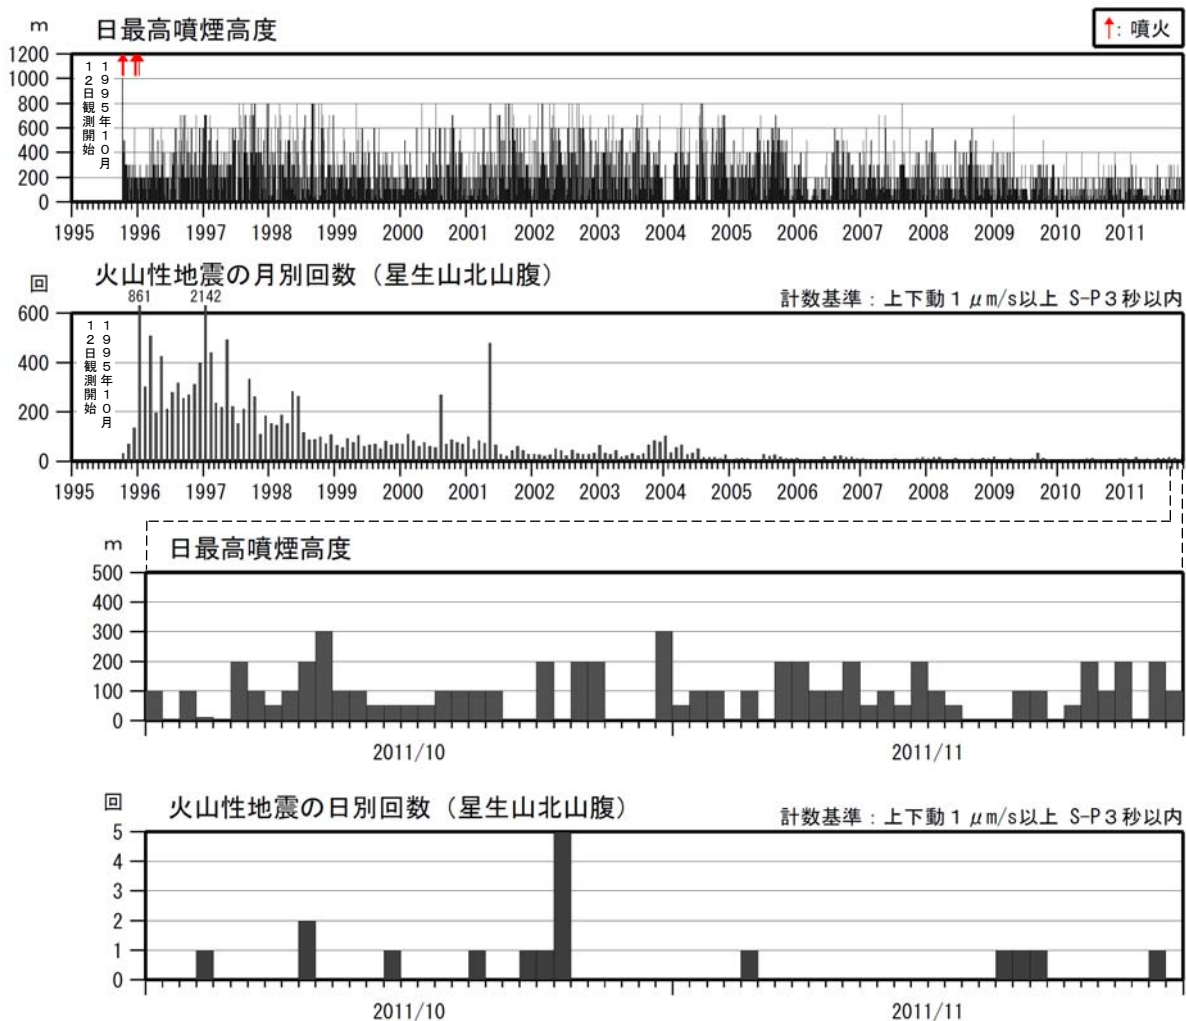 m
日最高噴煙高度
↑: 噴火
1200
1000
800
600
400
200
0
1995年10月
12日観測開始
1995 1996 1997 1998 1999 2000 2001 2002 2003 2004 2005 2006 2007 2008 2009 2010 2011
回
火山性地震の月別回数（星生山北山腹）
計数基準：上下動1μm/s以上 S-P3秒以内
861 2142
600
400
200
0
1995年10月
12日観測開始
1995 1996 1997 1998 1999 2000 2001 2002 2003 2004 2005 2006 2007 2008 2009 2010 2011
m
日最高噴煙高度
500
400
300
200
100
0
2011/10 2011/11
回
火山性地震の日別回数（星生山北山腹）
計数基準：上下動1μm/s以上 S-P3秒以内
5
4
3
2
1
0
2011/10 2011/11